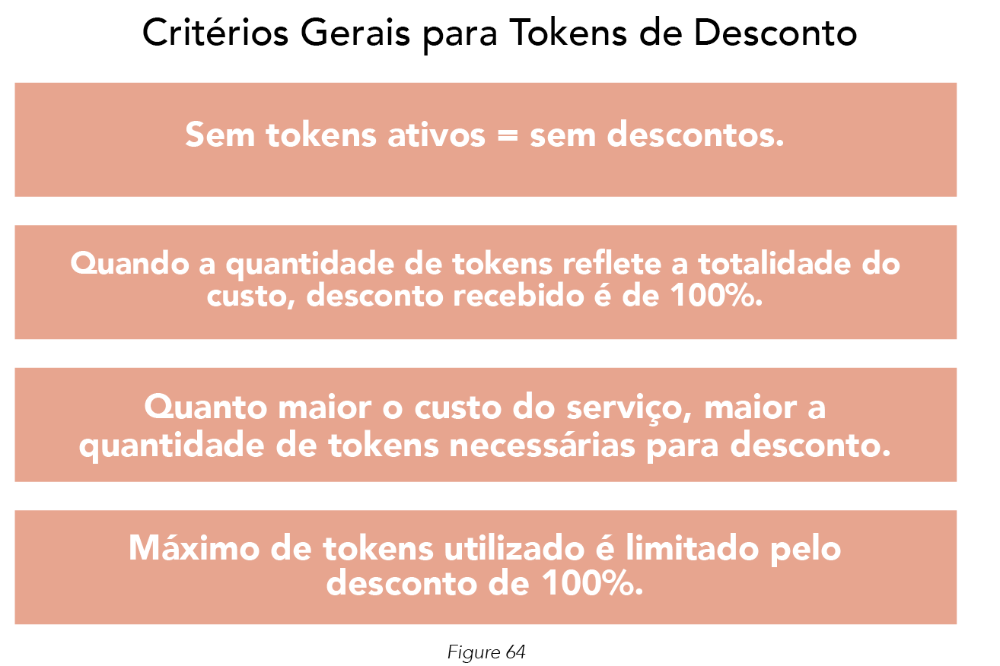 Critérios Gerais para Tokens de Desconto
Sem tokens ativos = sem descontos.
Quando a quantidade de tokens reflete a totalidade do
custo, desconto recebido é de 100%.
Quanto maior o custo do serviço, maior a
quantidade de tokens necessárias para desconto.
Máximo de tokens utilizado é limitado pelo
desconto de 100%.
Figure 64